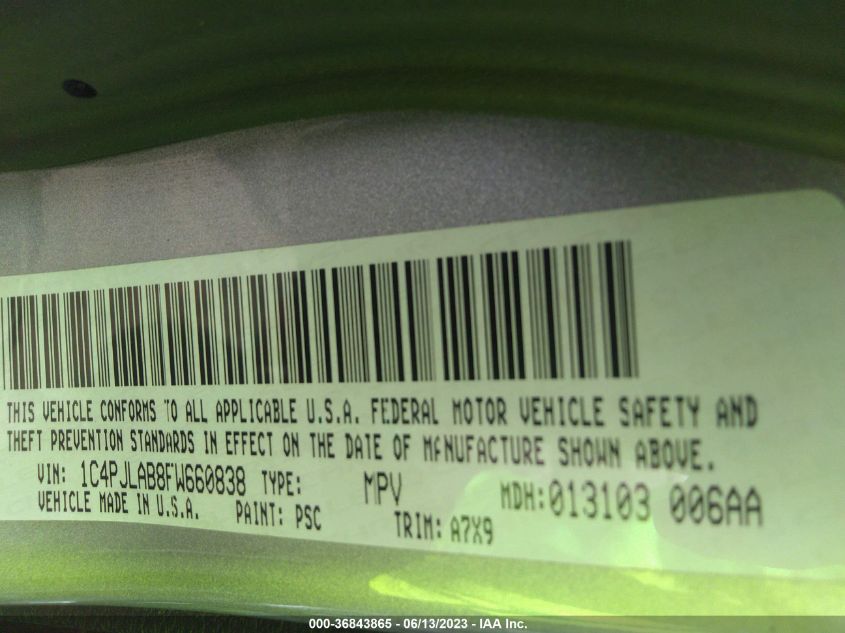 THIS VEHICLE CONFORMS TO ALL APPLICABLE U.S.A. FEDERAL MOTOR VEHICLE SAFETY AND
THEFT PREVENTION STANDARDS IN EFFECT ON THE DATE OF MANUFACTURE SHOWN ABOVE.
VIN: 1C4PJLAB8FW660838 TYPE: MPV MDH: 013103 006AA
VEHICLE MADE IN U.S.A. PAINT: PSC TRIM: A7X9
000-36843865 - 06/13/2023 - IAA Inc.